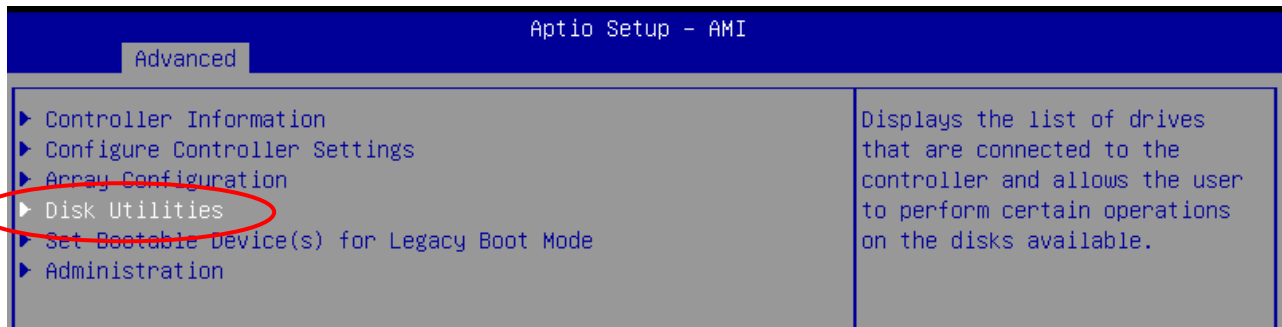 Aptio Setup – AMI
Advanced
Controller Information
Configure Controller Settings
Array Configuration
Disk Utilities
Set Bootable Device(s) for Legacy Boot Mode
Administration
Displays the list of drives
that are connected to the
controller and allows the user
to perform certain operations
on the disks available.